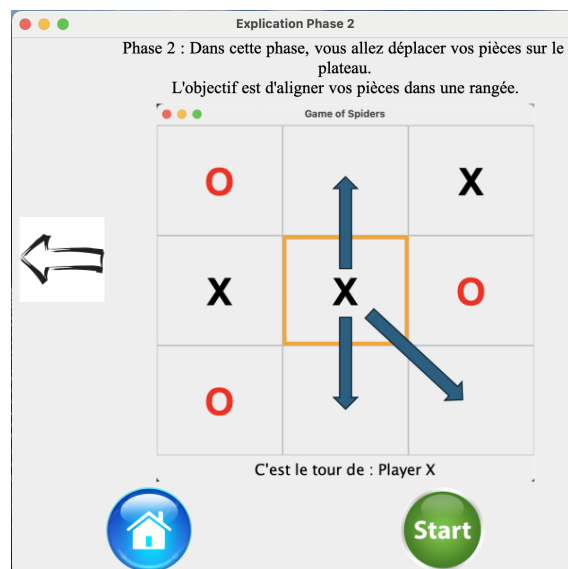 Explication Phase 2
Phase 2 : Dans cette phase, vous allez déplacer vos pièces sur le
plateau.
L'objectif est d'aligner vos pièces dans une rangée.
Game of Spiders
O X
X X O
O
C'est le tour de : Player X
Start